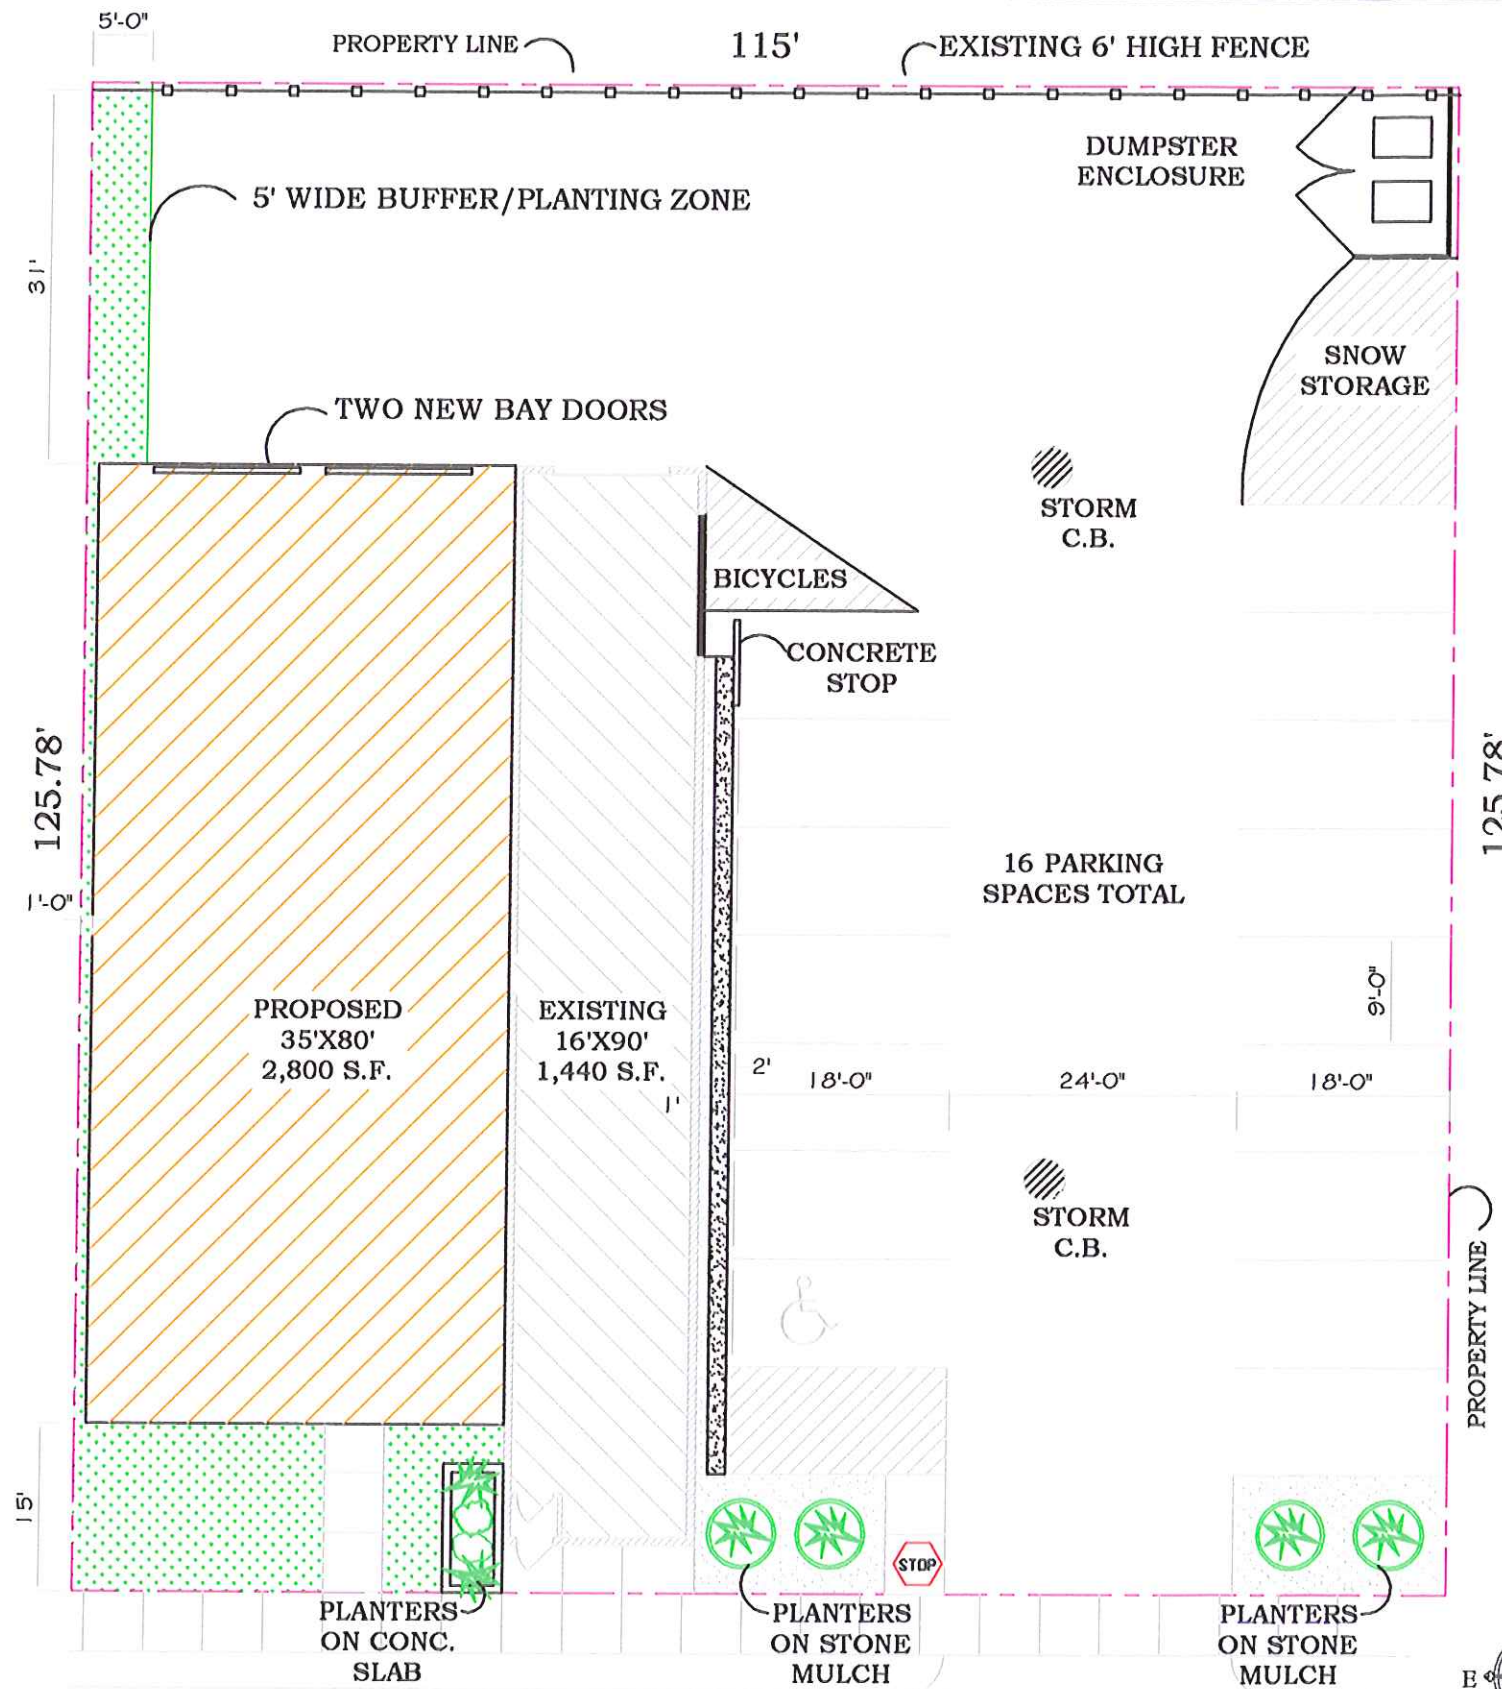 5'-0"
PROPERTY LINE
115'
EXISTING 6' HIGH FENCE
DUMPSTER
ENCLOSURE
5' WIDE BUFFER/PLANTING ZONE
31'
SNOW
STORAGE
TWO NEW BAY DOORS
STORM
C.B.
BICYCLES
CONCRETE
STOP
125.78'
125.78'
16 PARKING
SPACES TOTAL
1'-0"
9'-0"
PROPOSED
35'X80'
2,800 S.F.
EXISTING
16'X90'
1,440 S.F.
1'
2'
18'-0"
24'-0"
18'-0"
STORM
C.B.
PROPERTY LINE
15'
STOP
PLANTERS
ON CONC.
SLAB
PLANTERS
ON STONE
MULCH
PLANTERS
ON STONE
MULCH
E